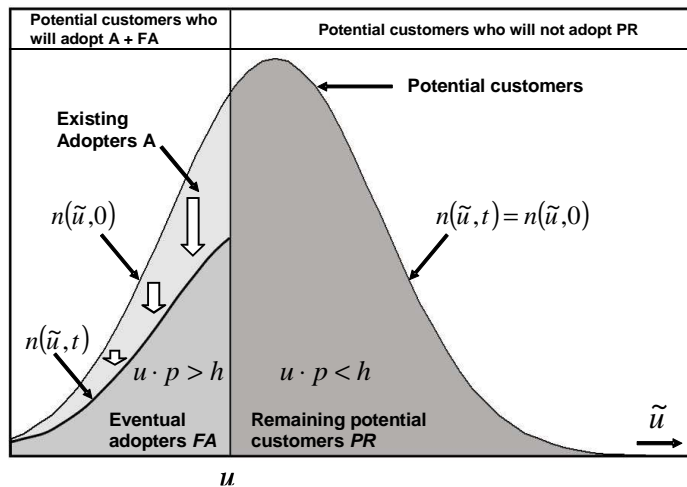 Potential customers who
will adopt A + FA
Potential customers who will not adopt PR
Potential customers
Existing
Adopters A
n(ũ,0)
n(ũ,t) = n(ũ,0)
n(ũ,t)
u · p > h
u · p < h
Eventual
adopters FA
Remaining potential
customers PR
ũ
u